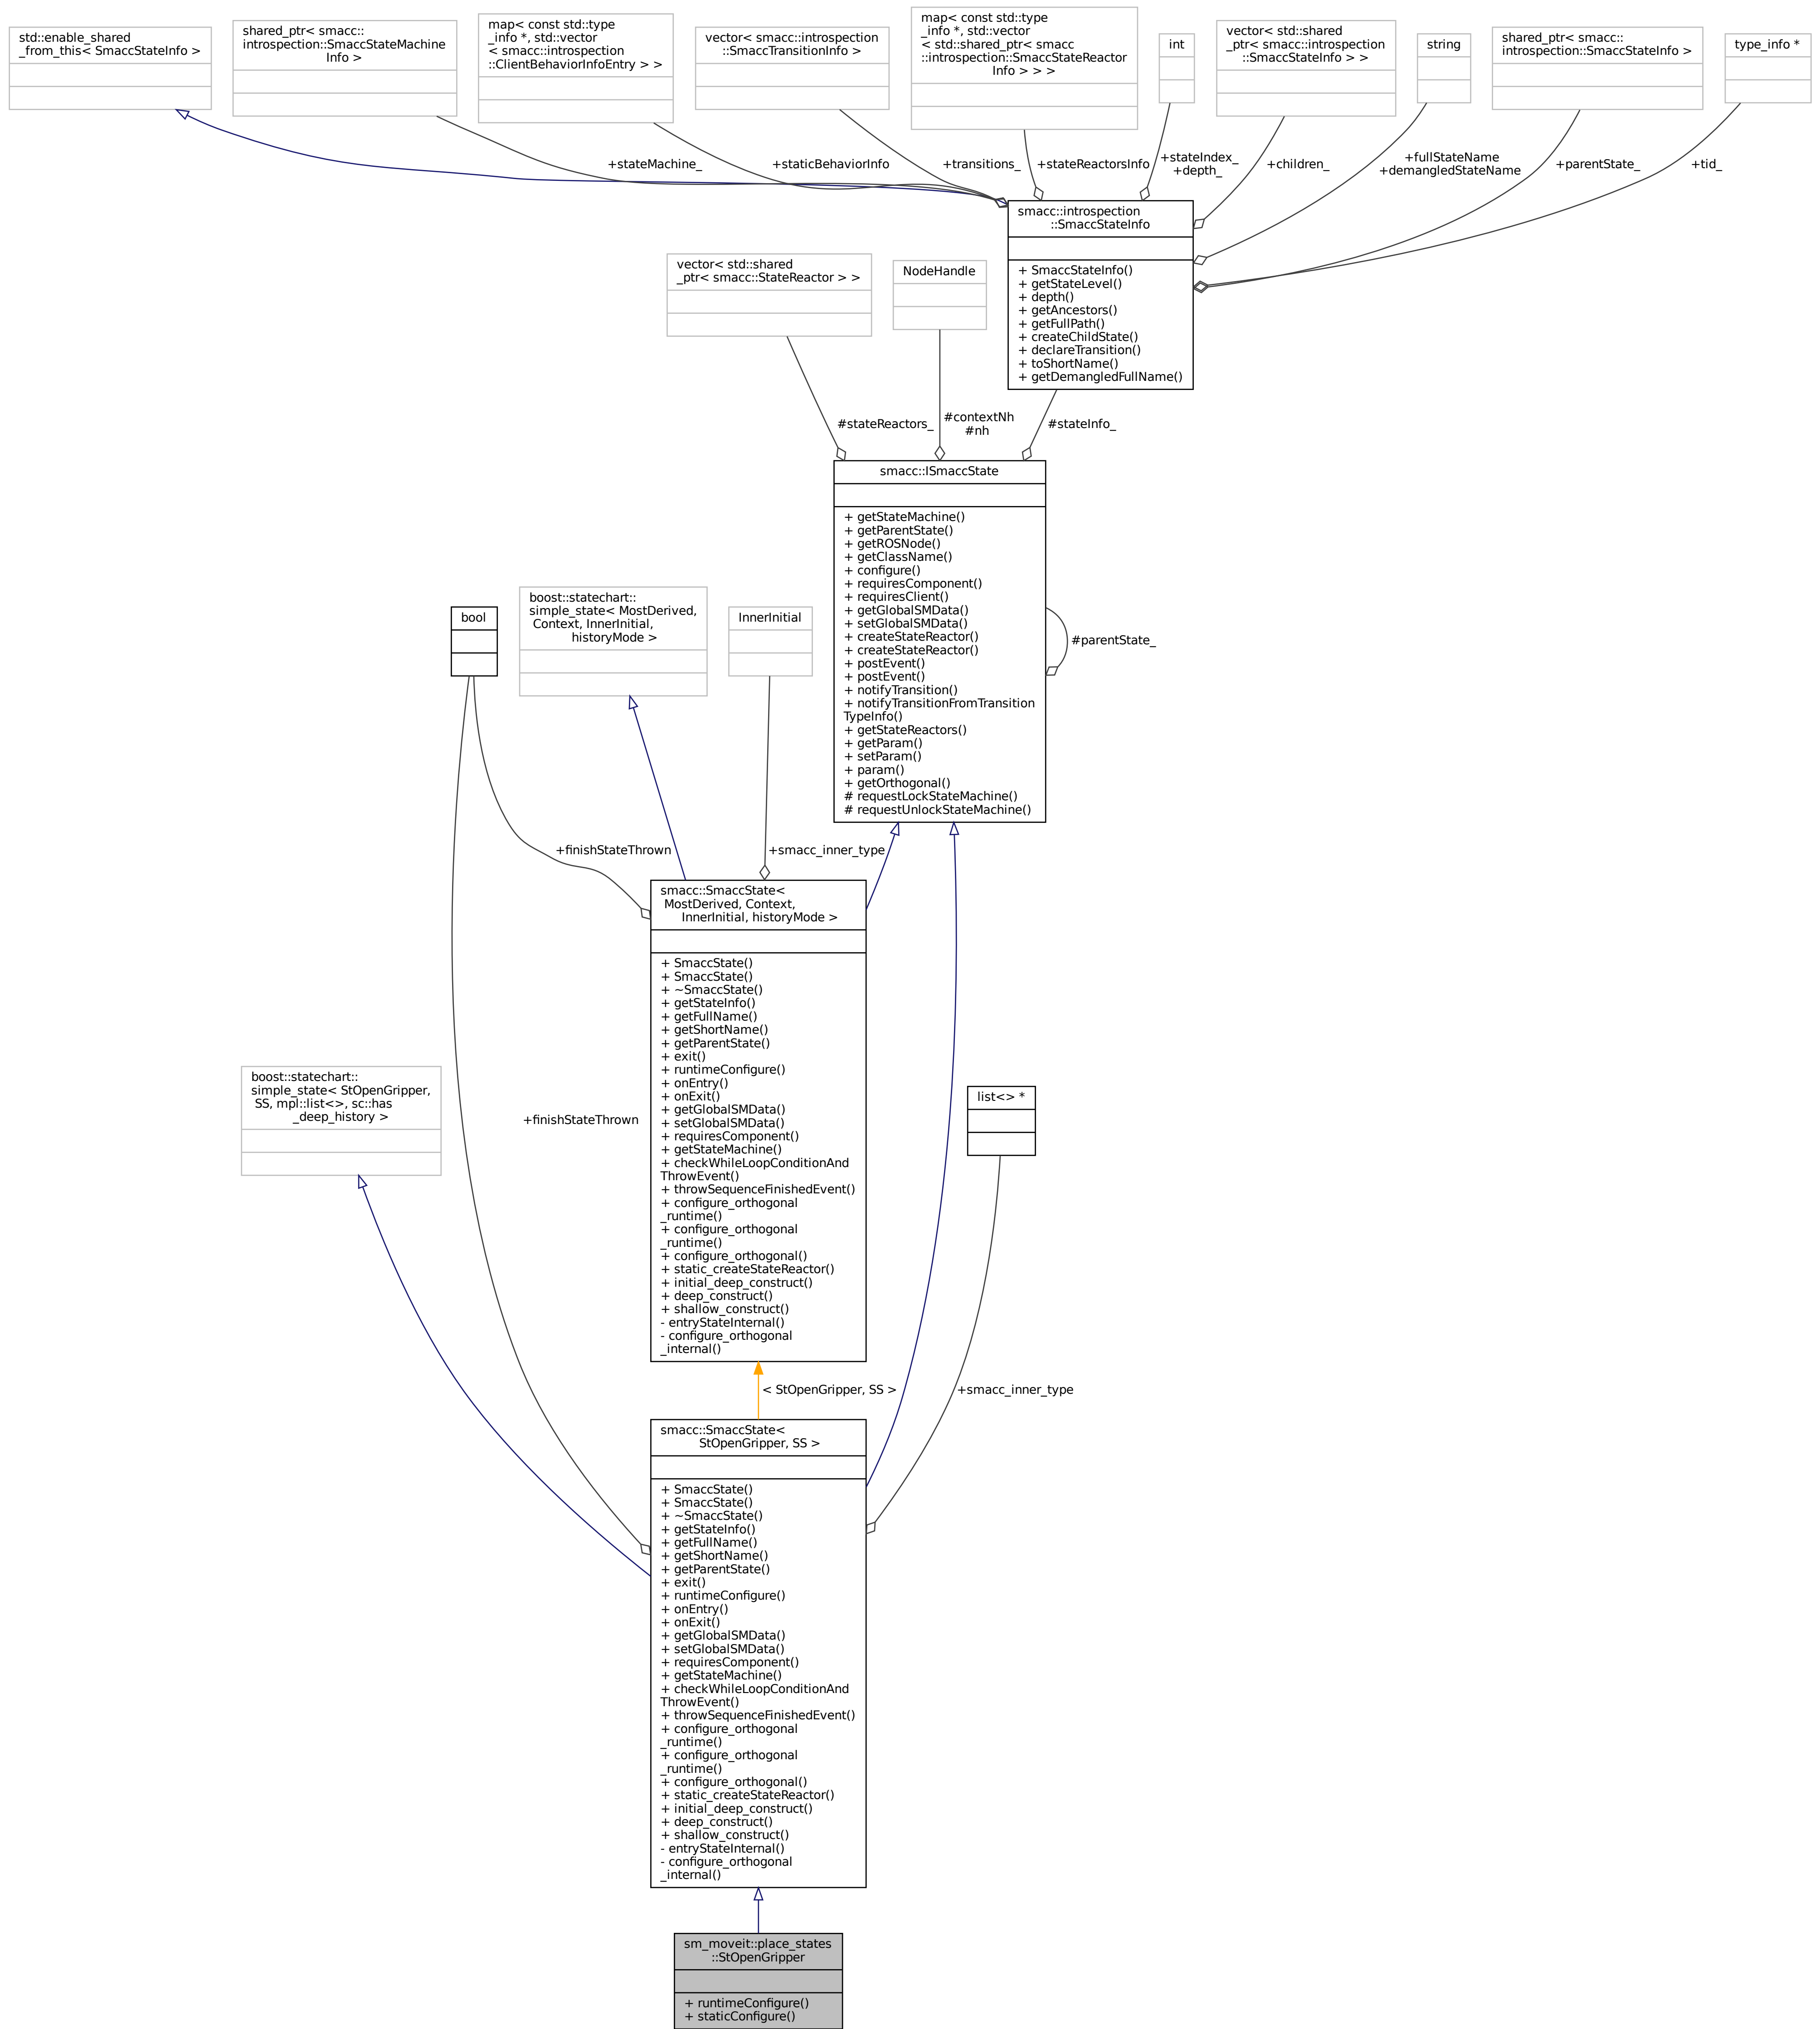 std::enable_shared
_from_this< SmaccStateInfo >
shared_ptr< smacc::
introspection::SmaccStateMachine
Info >
map< const std::type
_info *, std::vector
< smacc::introspection
::ClientBehaviorInfoEntry > >
vector< smacc::introspection
::SmaccTransitionInfo >
map< const std::type
_info *, std::vector
< std::shared_ptr< smacc
::introspection::SmaccStateReactor
Info > > >
int
vector< std::shared
_ptr< smacc::introspection
::SmaccStateInfo > >
string
shared_ptr< smacc::
introspection::SmaccStateInfo >
type_info *
+stateMachine_
+staticBehaviorInfo
+transitions_
+stateReactorsInfo
+stateIndex_
+depth_
+children_
+fullStateName
+demangledStateName
+parentState_
+tid_
smacc::introspection
::SmaccStateInfo
+ SmaccStateInfo()
+ getStateLevel()
+ depth()
+ getAncestors()
+ getFullPath()
+ createChildState()
+ declareTransition()
+ toShortName()
+ getDemangledFullName()
vector< std::shared
_ptr< smacc::StateReactor > >
NodeHandle
#stateReactors_
#contextNh
#nh
#stateInfo_
smacc::ISmaccState
+ getStateMachine()
+ getParentState()
+ getROSNode()
+ getClassName()
+ configure()
+ requiresComponent()
+ requiresClient()
+ getGlobalSMData()
+ setGlobalSMData()
+ createStateReactor()
+ createStateReactor()
+ postEvent()
+ postEvent()
+ notifyTransition()
+ notifyTransitionFromTransition
TypeInfo()
+ getStateReactors()
+ getParam()
+ setParam()
+ param()
+ getOrthogonal()
# requestLockStateMachine()
# requestUnlockStateMachine()
#parentState_
bool
boost::statechart::
simple_state< MostDerived,
Context, InnerInitial,
historyMode >
InnerInitial
+finishStateThrown
+smacc_inner_type
smacc::SmaccState<
MostDerived, Context,
InnerInitial, historyMode >
+ SmaccState()
+ SmaccState()
+ ~SmaccState()
+ getStateInfo()
+ getFullName()
+ getShortName()
+ getParentState()
+ exit()
+ runtimeConfigure()
+ onEntry()
+ onExit()
+ getGlobalSMData()
+ setGlobalSMData()
+ requiresComponent()
+ getStateMachine()
+ checkWhileLoopConditionAnd
ThrowEvent()
+ throwSequenceFinishedEvent()
+ configure_orthogonal
_runtime()
+ configure_orthogonal
_runtime()
+ configure_orthogonal()
+ static_createStateReactor()
+ initial_deep_construct()
+ deep_construct()
+ shallow_construct()
- entryStateInternal()
- configure_orthogonal
_internal()
boost::statechart::
simple_state< StOpenGripper,
SS, mpl::list<>, sc::has
_deep_history >
+finishStateThrown
list<> *
< StOpenGripper, SS >
+smacc_inner_type
smacc::SmaccState<
StOpenGripper, SS >
+ SmaccState()
+ SmaccState()
+ ~SmaccState()
+ getStateInfo()
+ getFullName()
+ getShortName()
+ getParentState()
+ exit()
+ runtimeConfigure()
+ onEntry()
+ onExit()
+ getGlobalSMData()
+ setGlobalSMData()
+ requiresComponent()
+ getStateMachine()
+ checkWhileLoopConditionAnd
ThrowEvent()
+ throwSequenceFinishedEvent()
+ configure_orthogonal
_runtime()
+ configure_orthogonal
_runtime()
+ configure_orthogonal()
+ static_createStateReactor()
+ initial_deep_construct()
+ deep_construct()
+ shallow_construct()
- entryStateInternal()
- configure_orthogonal
_internal()
sm_moveit::place_states
::StOpenGripper
+ runtimeConfigure()
+ staticConfigure()